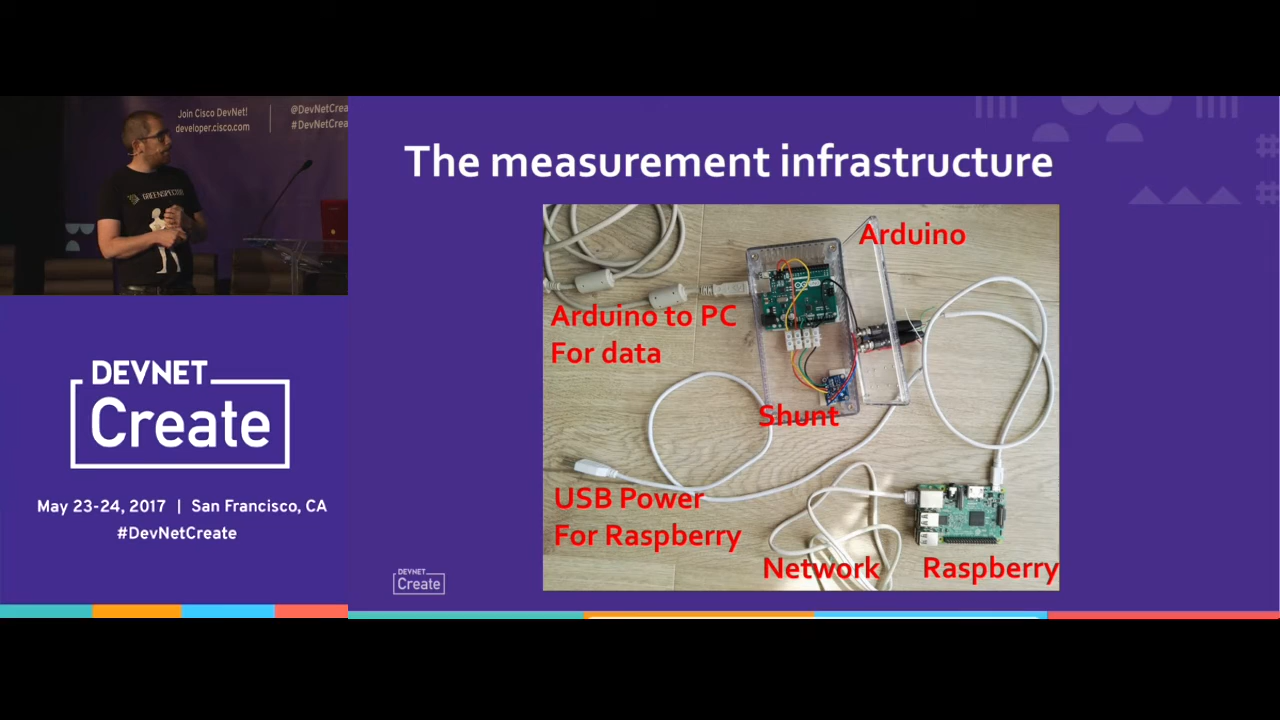 Join Cisco DevNet!
developer.cisco.com
@DevNetCrea
#DevNetCrea
GREENSPECTOR
DEVNET
Create
May 23-24, 2017 | San Francisco, CA
#DevNetCreate
The measurement infrastructure
Arduino
Arduino to PC
For data
Shunt
USB Power
For Raspberry
Network
Raspberry
DEVNET
Create